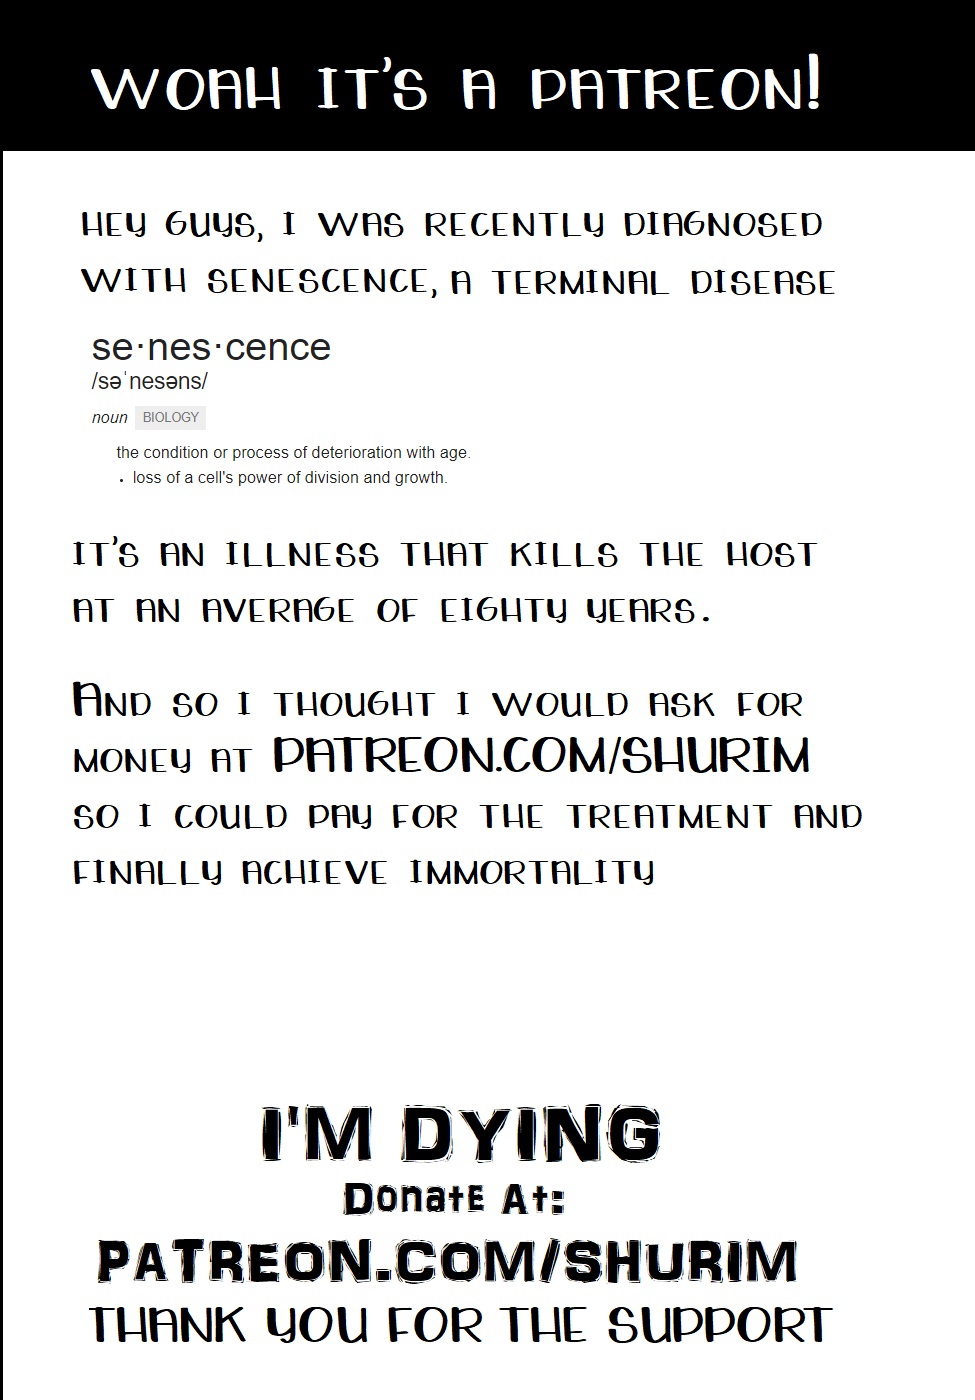 WOAH IT'S A PATREON!
HEY GUYS, I WAS RECENTLY DIAGNOSED
WITH SENESCENCE, A TERMINAL DISEASE
se·nes·cence
/səˈnesəns/
noun BIOLOGY
the condition or process of deterioration with age.
• loss of a cell's power of division and growth.
IT'S AN ILLNESS THAT KILLS THE HOST
AT AN AVERAGE OF EIGHTY YEARS.
AND SO I THOUGHT I WOULD ASK FOR
MONEY AT PATREON.COM/SHURIM
SO I COULD PAY FOR THE TREATMENT AND
FINALLY ACHIEVE IMMORTALITY
I'M DYING
DonatE At:
PATREON.COM/SHURIM
THANK YOU FOR THE SUPPORT